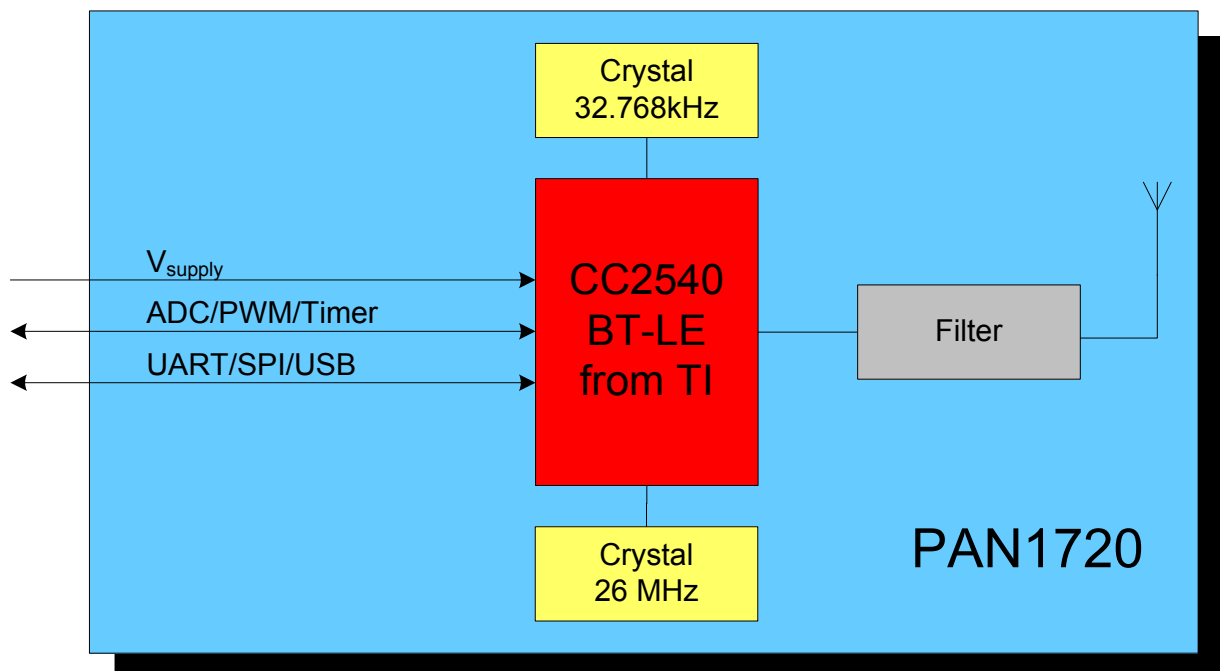 Crystal
32.768kHz
Vsupply
ADC/PWM/Timer
UART/SPI/USB
CC2540
BT-LE
from TI
Filter
Crystal
26 MHz
PAN1720